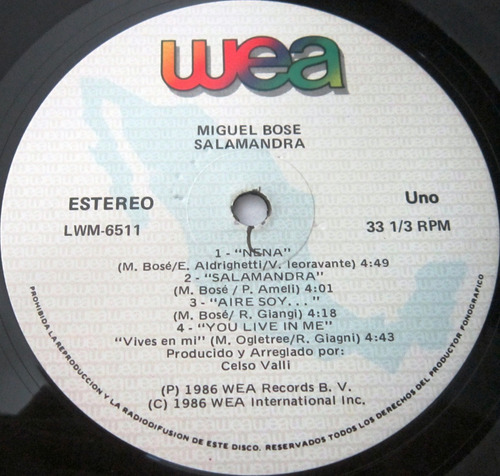 wea
MIGUEL BOSE
SALAMANDRA
ESTEREO
Uno
LWM-6511
33 1/3 RPM
1 - "NENA"
(M. Bosé/E. Aldrighetti/V. leoravante) 4:49
2 - "SALAMANDRA"
(M. Bosé / P. Ameli) 4:01
3 - "AIRE SOY. . ."
(M. Bosé/ R. Giangi) 4:18
4 - "YOU LIVE IN ME"
"Vives en mi" (M. Ogletree/R. Giagni) 4:43
Producido y Arreglado por:
Celso Valli
(P) 1986 WEA Records B. V.
(C) 1986 WEA International Inc.
PROHIBIDA LA REPRODUCCION Y LA RADIODIFUSION DE ESTE DISCO. RESERVADOS TODOS LOS DERECHOS DEL PRODUCTOR FONOGRAFICO